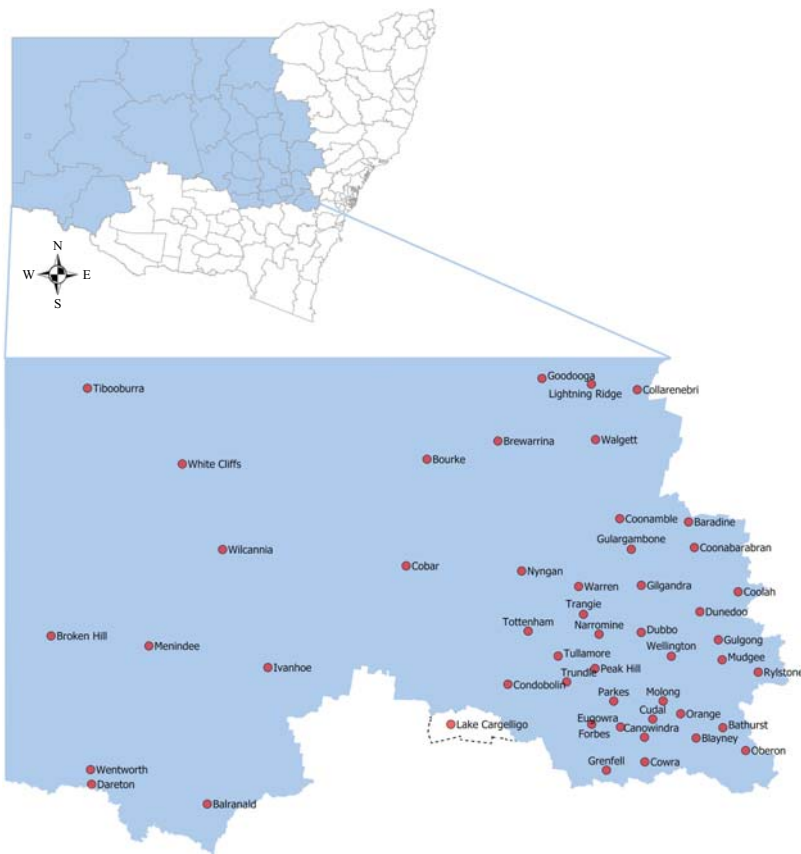 N
W E
S
Goodooga
Tibooburra
Lightning Ridge
Collarenebri
Brewarrina
Walgett
Bourke
White Cliffs
Coonamble
Baradine
Gulargambone
Wilcannia
Coonabarabran
Cobar
Nyngan
Warren
Gilgandra
Coolah
Trangie
Dunedoo
Tottenham
Narromine
Dubbo
Broken Hill
Gulgong
Menindee
Wellington
Tullamore
Mudgee
Ivanhoe
Trundle
Peak Hill
Rylstone
Condobolin
Parkes
Molong
Cudal
Orange
Lake Cargelligo
Eugowra
Forbes
Canowindra
Bathurst
Blayney
Oberon
Grenfell
Cowra
Wentworth
Dareton
Balranald